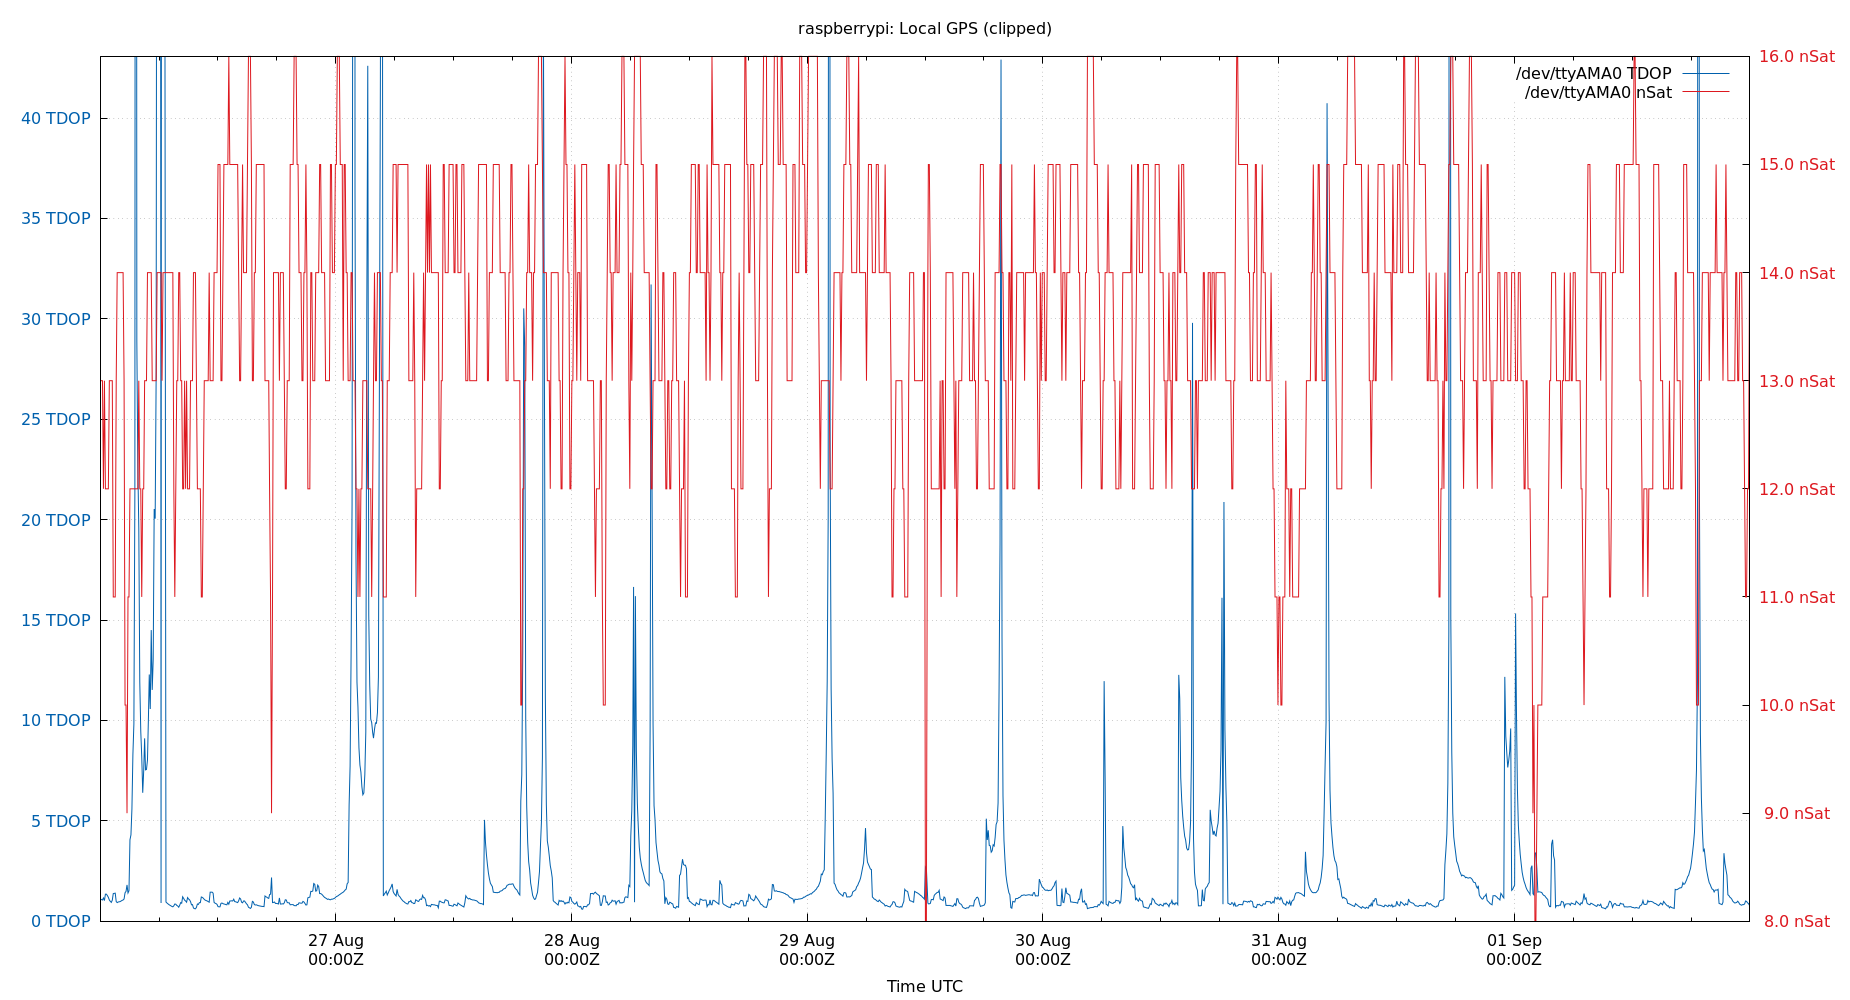 raspberrypi: Local GPS (clipped)
/dev/ttyAMA0 TDOP
/dev/ttyAMA0 nSat
40 TDOP
35 TDOP
30 TDOP
25 TDOP
20 TDOP
15 TDOP
10 TDOP
5 TDOP
0 TDOP
16.0 nSat
15.0 nSat
14.0 nSat
13.0 nSat
12.0 nSat
11.0 nSat
10.0 nSat
9.0 nSat
8.0 nSat
27 Aug
00:00Z
28 Aug
00:00Z
29 Aug
00:00Z
30 Aug
00:00Z
31 Aug
00:00Z
01 Sep
00:00Z
Time UTC